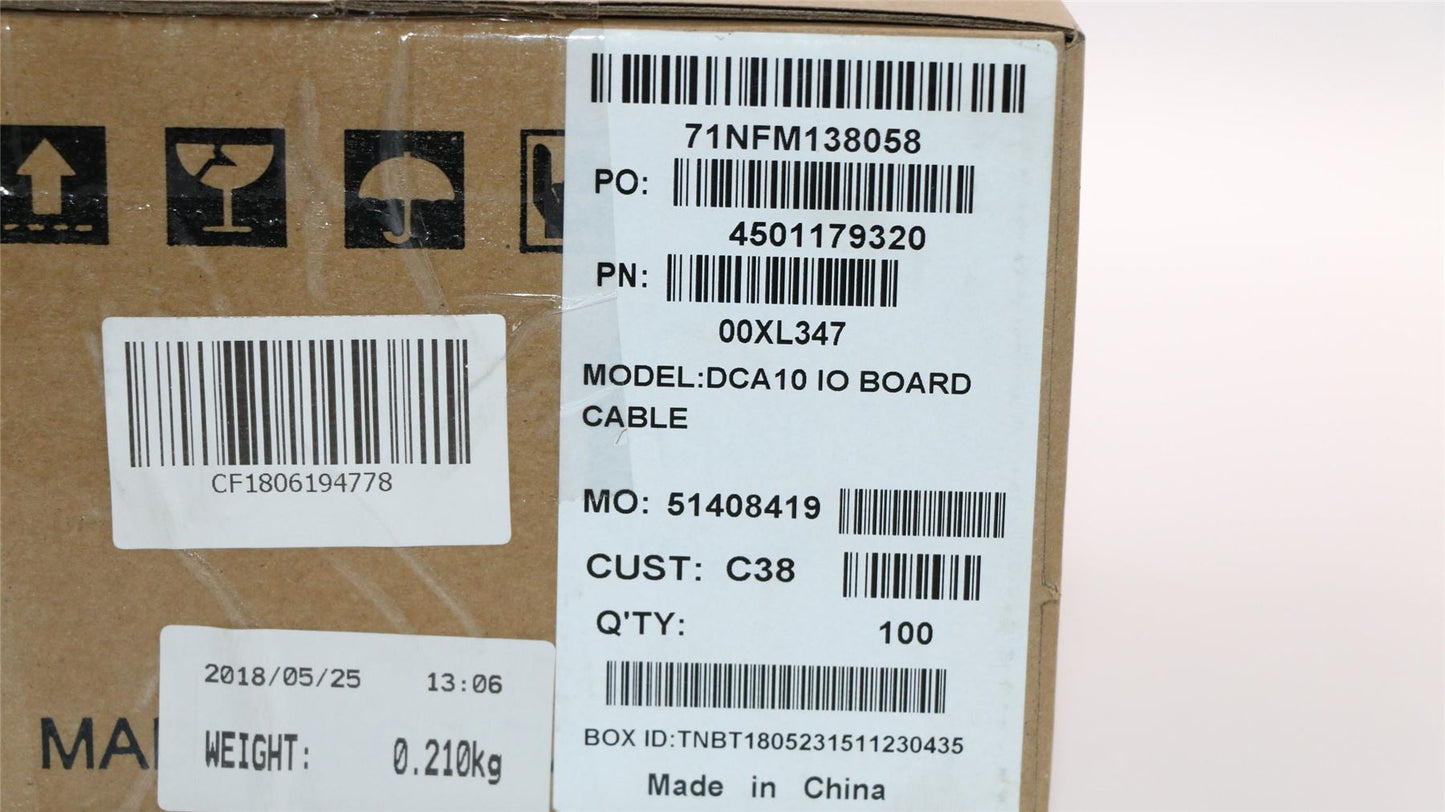 71NFM138058
PO:
4501179320
PN:
00XL347
MODEL:DCA10 IO BOARD
CABLE
MO: 51408419
CUST: C38
Q'TY: 100
BOX ID:TNBT1805231511230435
Made in China
CF1806194778
2018/05/25 13:06
WEIGHT: 0.210kg